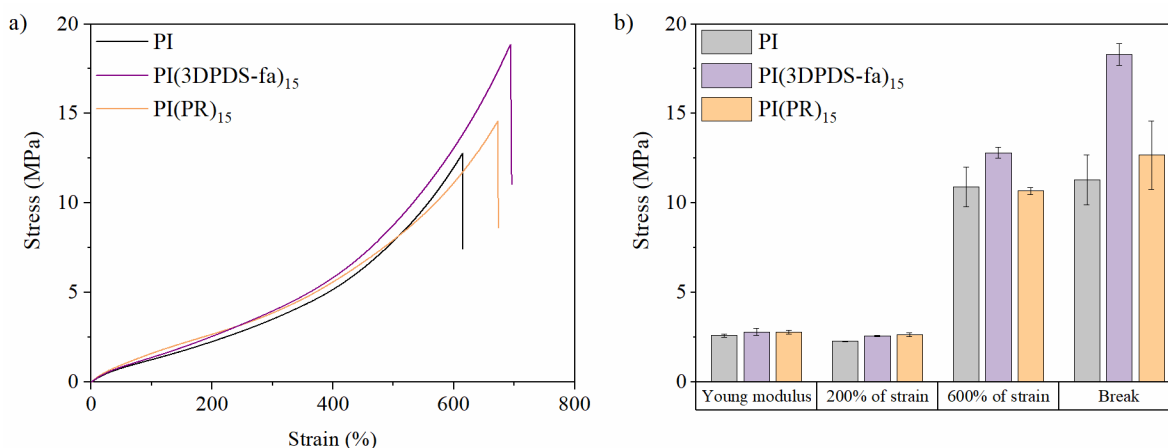 a)
20
15
10
5
0
Stress (MPa)
PI
PI(3DPDS-fa)15
PI(PR)15
0 200 400 600 800
Strain (%)
b)
20
15
10
5
0
Stress (MPa)
PI
PI(3DPDS-fa)15
PI(PR)15
Young modulus 200% of strain 600% of strain Break